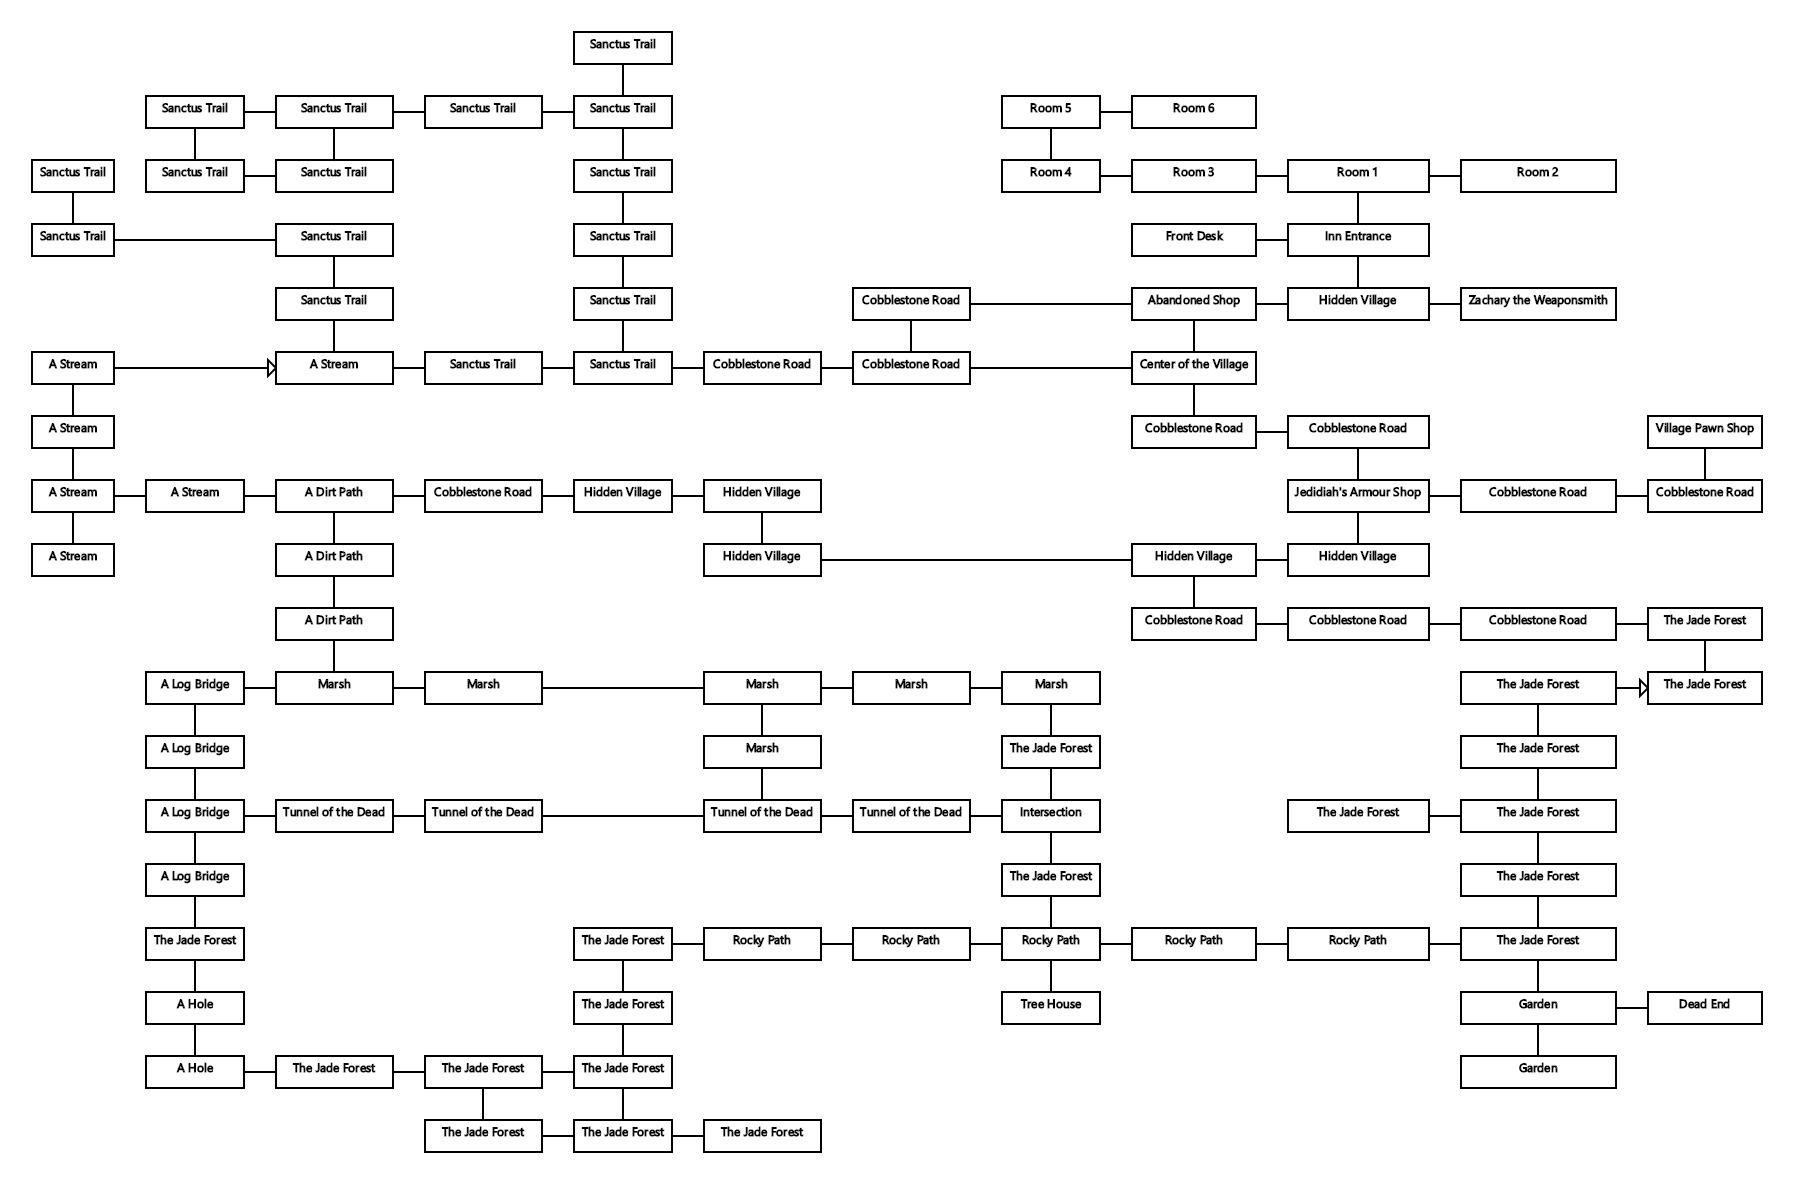 Sanctus Trail
Sanctus Trail
Sanctus Trail
Sanctus Trail
Sanctus Trail
Room 5
Room 6
Sanctus Trail
Sanctus Trail
Sanctus Trail
Sanctus Trail
Room 4
Room 3
Room 1
Room 2
Sanctus Trail
Sanctus Trail
Sanctus Trail
Front Desk
Inn Entrance
Sanctus Trail
Sanctus Trail
Cobblestone Road
Abandoned Shop
Hidden Village
Zachary the Weaponsmith
A Stream
A Stream
Sanctus Trail
Sanctus Trail
Cobblestone Road
Cobblestone Road
Center of the Village
A Stream
Cobblestone Road
Cobblestone Road
Village Pawn Shop
A Stream
A Stream
A Dirt Path
Cobblestone Road
Hidden Village
Hidden Village
Jedidiah's Armour Shop
Cobblestone Road
Cobblestone Road
A Stream
A Dirt Path
Hidden Village
Hidden Village
Hidden Village
A Dirt Path
Cobblestone Road
Cobblestone Road
Cobblestone Road
The Jade Forest
A Log Bridge
Marsh
Marsh
Marsh
Marsh
Marsh
The Jade Forest
The Jade Forest
A Log Bridge
Marsh
The Jade Forest
The Jade Forest
A Log Bridge
Tunnel of the Dead
Tunnel of the Dead
Tunnel of the Dead
Tunnel of the Dead
Intersection
The Jade Forest
The Jade Forest
A Log Bridge
The Jade Forest
The Jade Forest
The Jade Forest
The Jade Forest
Rocky Path
Rocky Path
Rocky Path
Rocky Path
Rocky Path
The Jade Forest
A Hole
The Jade Forest
Tree House
Garden
Dead End
A Hole
The Jade Forest
The Jade Forest
The Jade Forest
Garden
The Jade Forest
The Jade Forest
The Jade Forest